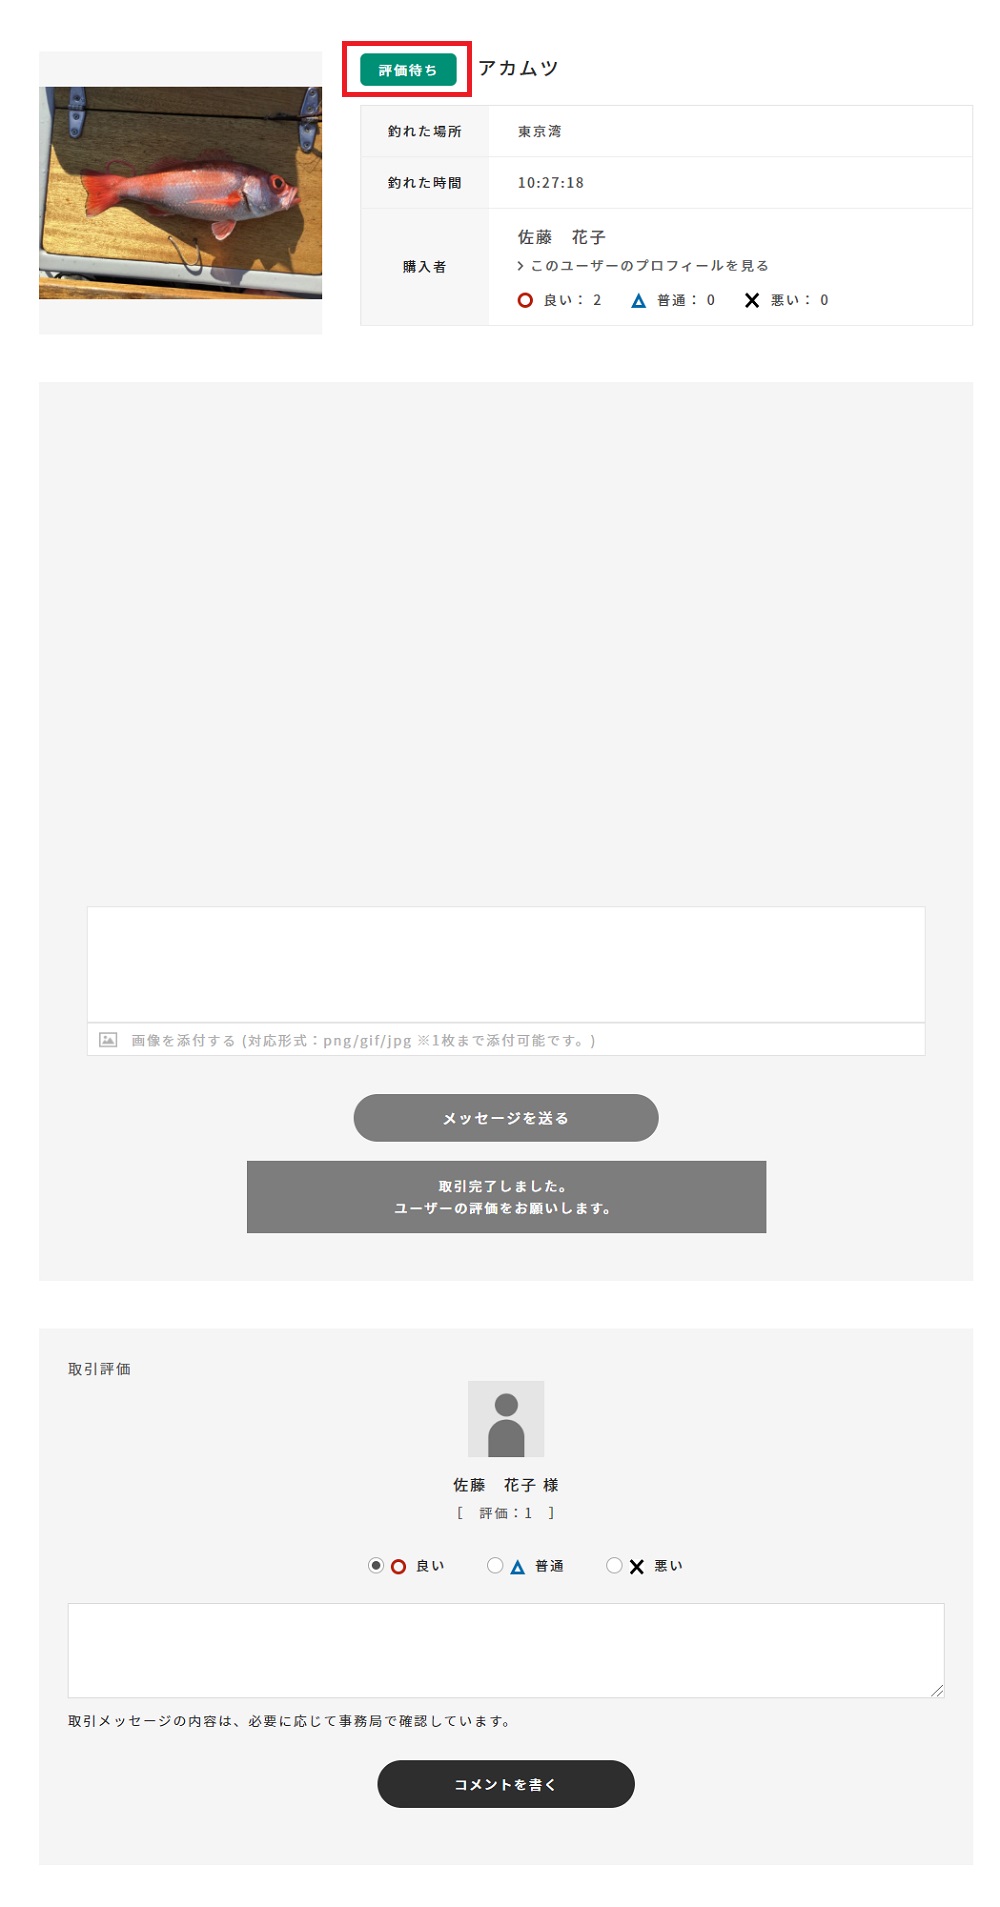 評価待ち アカムツ
釣れた場所 東京湾
釣れた時間 10:27:18
購入者
佐藤　花子
このユーザーのプロフィールを見る
良い： 2 普通： 0 悪い： 0
画像を添付する (対応形式：png/gif/jpg ※1枚まで添付可能です。)
メッセージを送る
取引完了しました。
ユーザーの評価をお願いします。
取引評価
佐藤　花子 様
［　評価：1　］
良い 普通 悪い
取引メッセージの内容は、必要に応じて事務局で確認しています。
コメントを書く